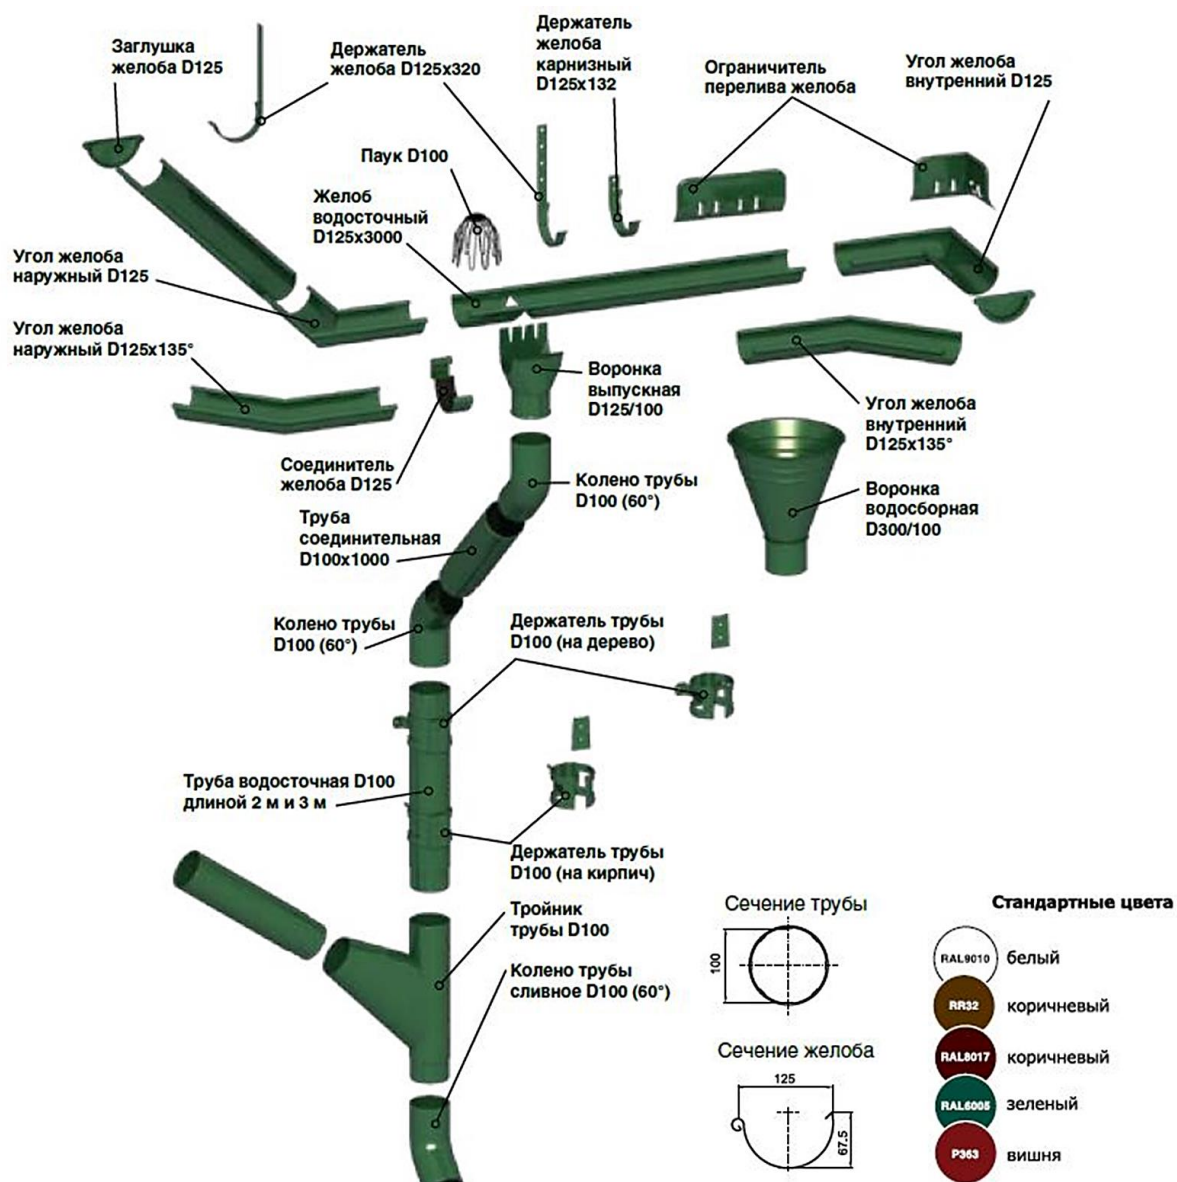 Заглушка
желоба D125
Держатель
желоба D125x320
Держатель
желоба
карнизный
D125x132
Ограничитель
перелива желоба
Угол желоба
внутренний D125
Паук D100
Желоб
водосточный
D125x3000
Угол желоба
наружный D125
Угол желоба
наружный D125x135°
Воронка
выпускная
D125/100
Угол желоба
внутренний
D125x135°
Соединитель
желоба D125
Колено трубы
D100 (60°)
Воронка
водосборная
D300/100
Труба
соединительная
D100x1000
Колено трубы
D100 (60°)
Держатель трубы
D100 (на дерево)
Труба водосточная D100
длиной 2 м и 3 м
Держатель трубы
D100 (на кирпич)
Тройник
трубы D100
Колено трубы
сливное D100 (60°)
Сечение трубы
100
Сечение желоба
125
67.5
Стандартные цвета
RAL9010 белый
RR32 коричневый
RAL8017 коричневый
RAL6005 зеленый
P363 вишня